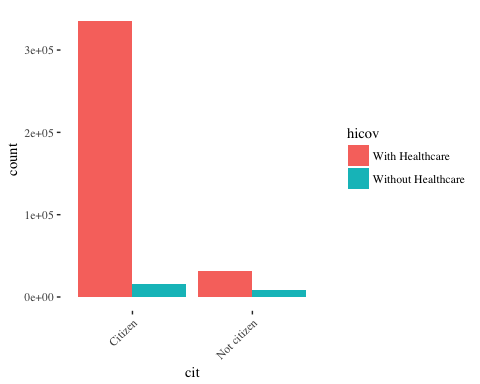 3e+05
2e+05
1e+05
0e+00
count
Citizen
Not citizen
cit
hicov
With Healthcare
Without Healthcare